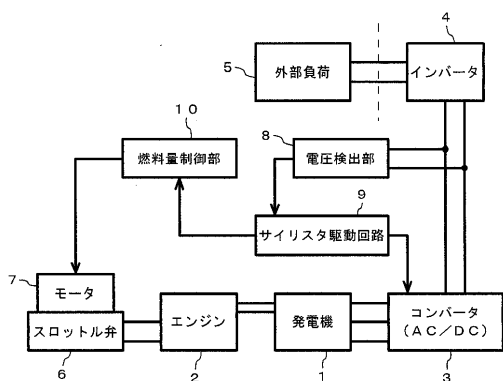 4
5
外部負荷
インバータ
10
8
燃料量制御部
電圧検出部
9
サイリスタ駆動回路
7
モータ
スロットル弁
エンジン
発電機
コンバータ
(AC/DC)
6
2
1
3